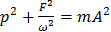 p² + F²/ω² = mA²